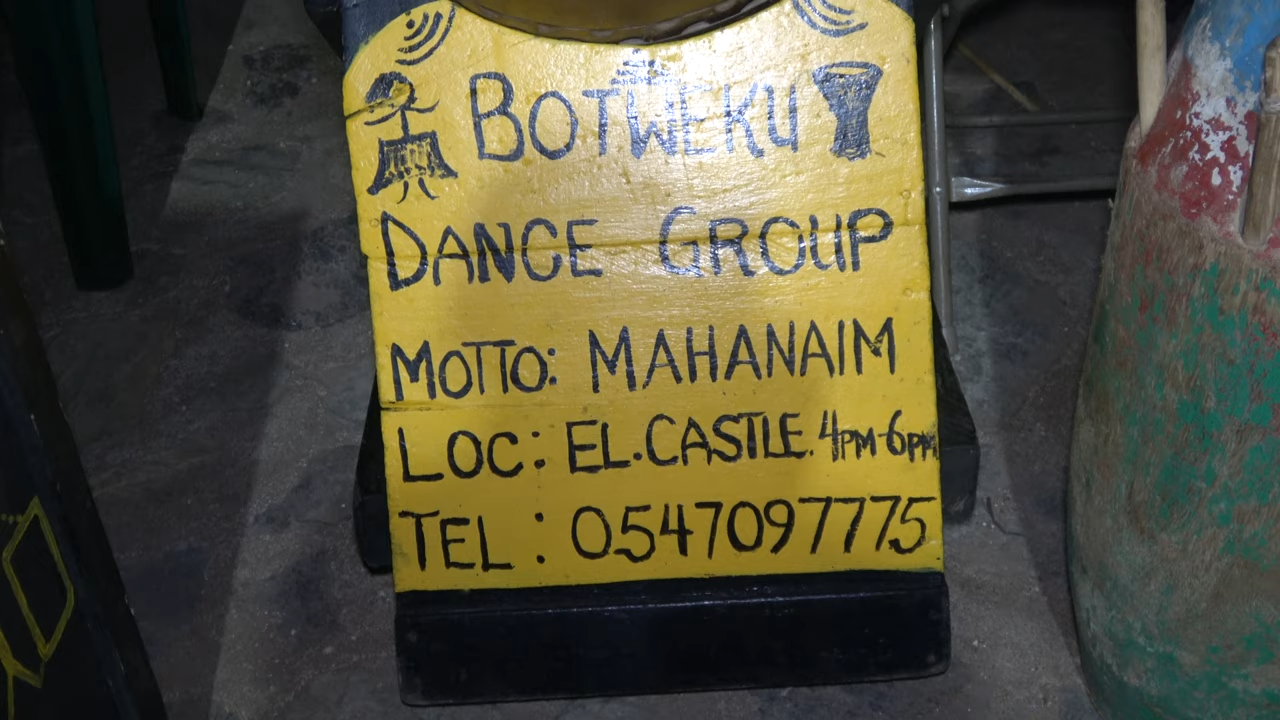 BOTWEKU
DANCE GROUP
MOTTO: MAHANAIM
LOC: EL.CASTLE. 4PM-6PM
TEL: 0547097775